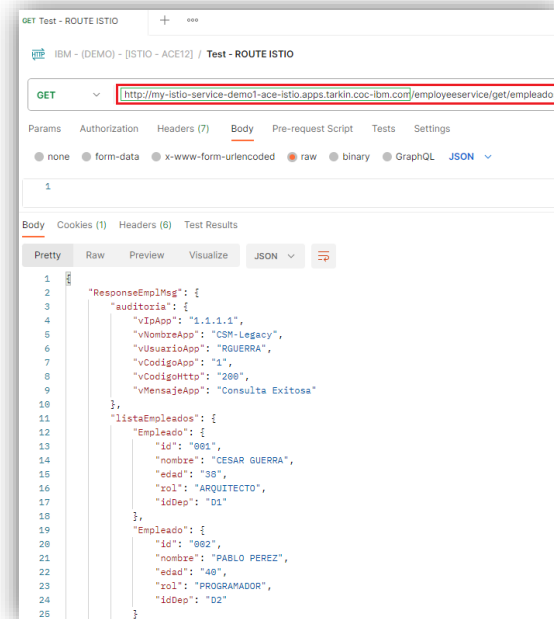 GET Test - ROUTE ISTIO + ooo
HTTP IBM - (DEMO) - [ISTIO - ACE12] / Test - ROUTE ISTIO
GET http://my-istio-service-demo1-ace-istio.apps.tarkin.coc-ibm.com/employeeservice/get/empleado
Params Authorization Headers (7) Body Pre-request Script Tests Settings
none form-data x-www-form-urlencoded raw binary GraphQL JSON
1
Body Cookies (1) Headers (6) Test Results
Pretty Raw Preview Visualize JSON
1 {
2 "ResponseEmplMsg": {
3 "auditoria": {
4 "vIpApp": "1.1.1.1",
5 "vNombreApp": "CSM-Legacy",
6 "vUsuarioApp": "RGUERRA",
7 "vCodigoApp": "1",
8 "vCodigoHttp": "200",
9 "vMensajeApp": "Consulta Exitosa"
10 },
11 "listaEmpleados": {
12 "Empleado": {
13 "id": "001",
14 "nombre": "CESAR GUERRA",
15 "edad": "38",
16 "rol": "ARQUITECTO",
17 "idDep": "D1"
18 },
19 "Empleado": {
20 "id": "002",
21 "nombre": "PABLO PEREZ",
22 "edad": "40",
23 "rol": "PROGRAMADOR",
24 "idDep": "D2"
25 }